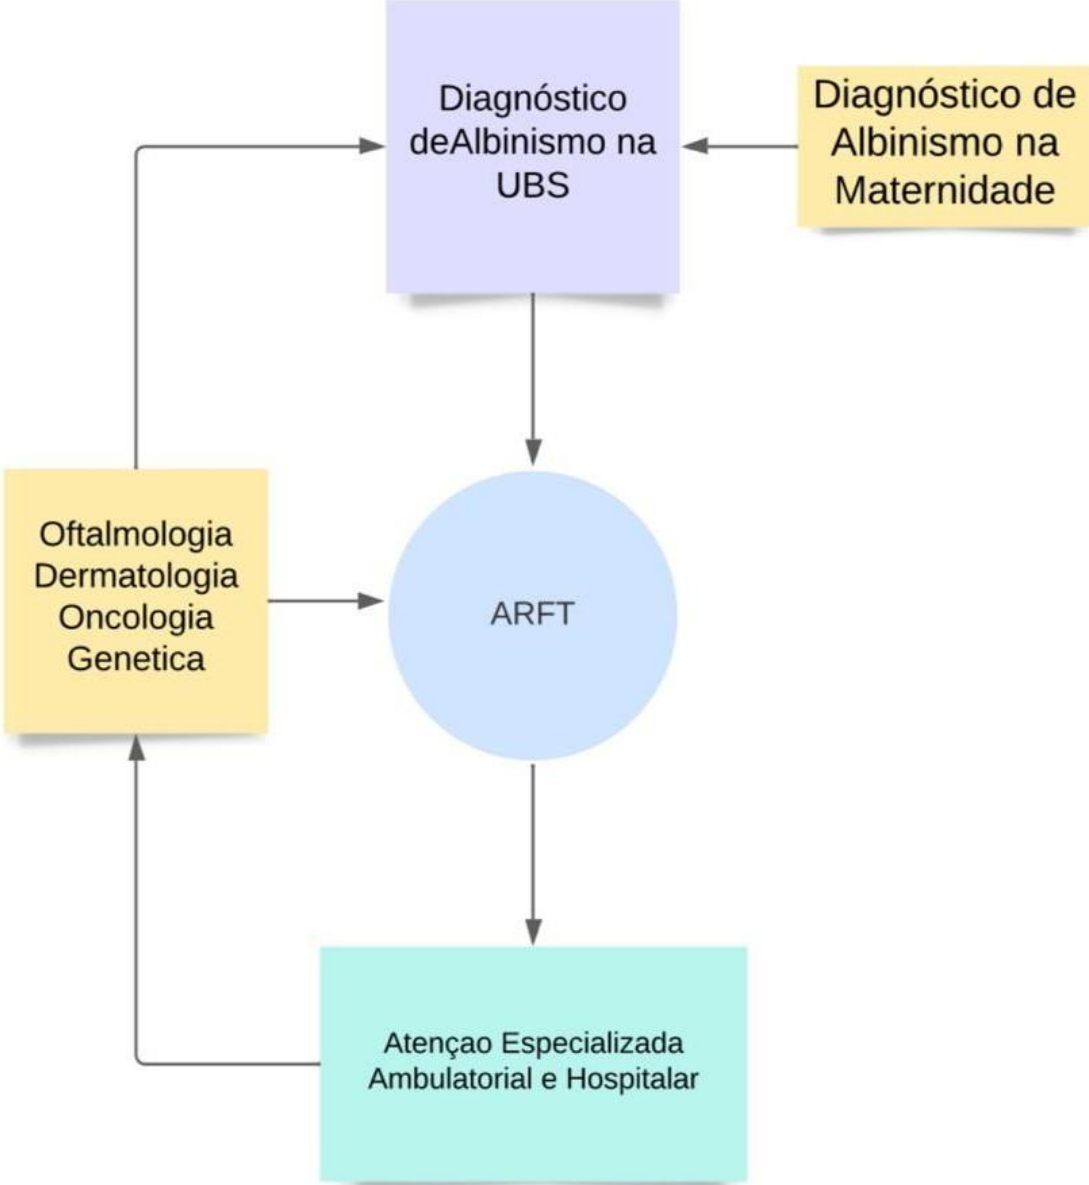 Diagnóstico
deAlbinismo na
UBS
Diagnóstico de
Albinismo na
Maternidade
Oftalmologia
Dermatologia
Oncologia
Genetica
ARFT
Atençao Especializada
Ambulatorial e Hospitalar